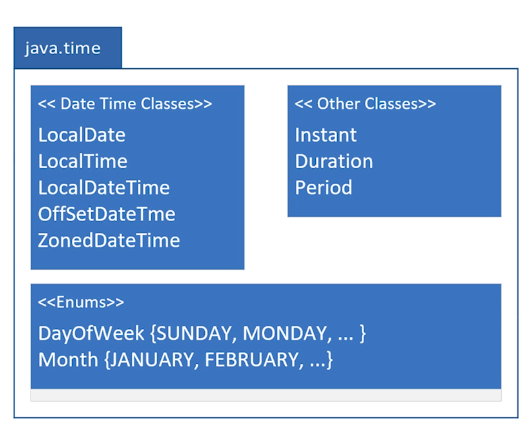 java.time
<< Date Time Classes>>
LocalDate
LocalTime
LocalDateTime
OffSetDateTme
ZonedDateTime
<< Other Classes>>
Instant
Duration
Period
<<Enums>>
DayOfWeek {SUNDAY, MONDAY, ... }
Month {JANUARY, FEBRUARY, ...}